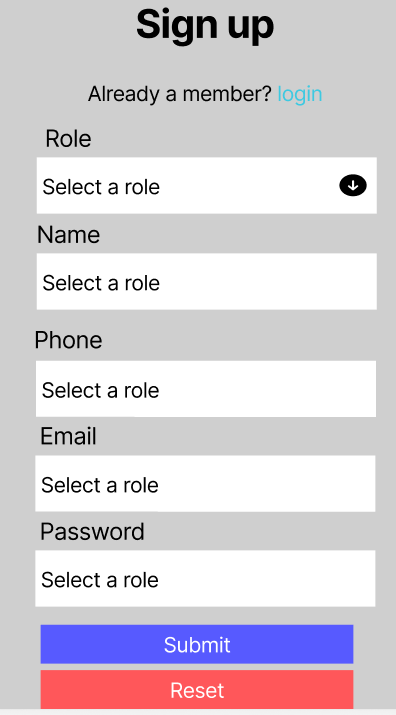 Sign up
Already a member? login
Role
Select a role
Name
Select a role
Phone
Select a role
Email
Select a role
Password
Select a role
Submit
Reset